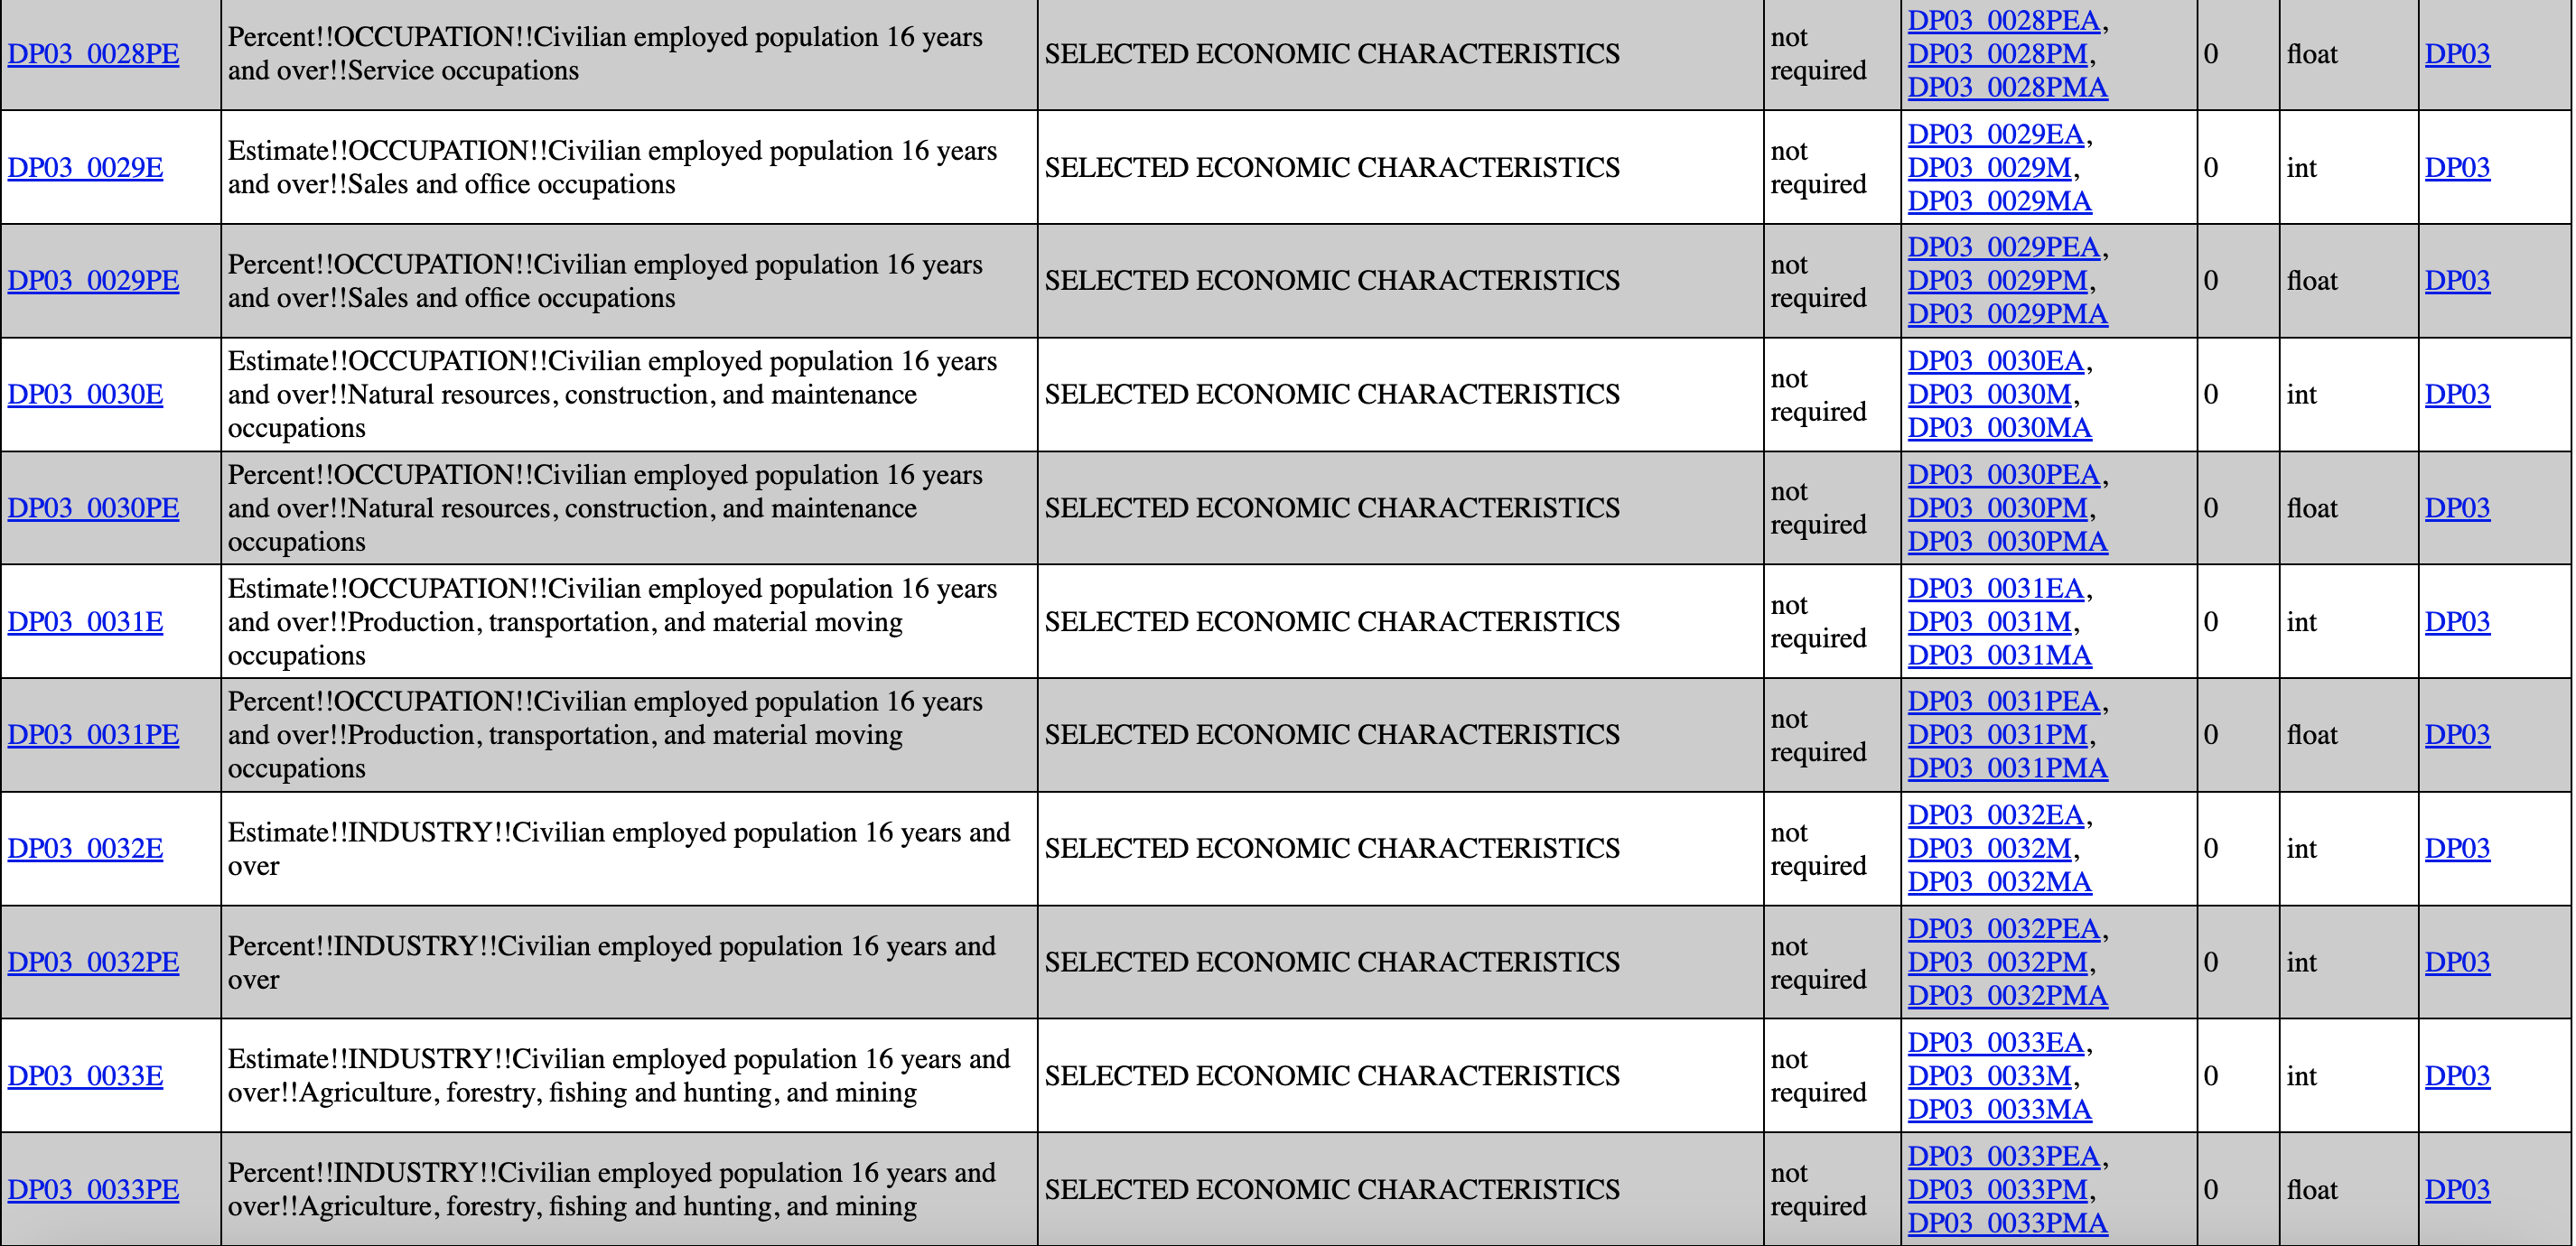 DP03_0028PE
Percent!!OCCUPATION!!Civilian employed population 16 years
and over!!Service occupations
SELECTED ECONOMIC CHARACTERISTICS
not
required
DP03_0028PEA,
DP03_0028PM,
DP03_0028PMA
0
float
DP03
DP03_0029E
Estimate!!OCCUPATION!!Civilian employed population 16 years
and over!!Sales and office occupations
SELECTED ECONOMIC CHARACTERISTICS
not
required
DP03_0029EA,
DP03_0029M,
DP03_0029MA
0
int
DP03
DP03_0029PE
Percent!!OCCUPATION!!Civilian employed population 16 years
and over!!Sales and office occupations
SELECTED ECONOMIC CHARACTERISTICS
not
required
DP03_0029PEA,
DP03_0029PM,
DP03_0029PMA
0
float
DP03
DP03_0030E
Estimate!!OCCUPATION!!Civilian employed population 16 years
and over!!Natural resources, construction, and maintenance
occupations
SELECTED ECONOMIC CHARACTERISTICS
not
required
DP03_0030EA,
DP03_0030M,
DP03_0030MA
0
int
DP03
DP03_0030PE
Percent!!OCCUPATION!!Civilian employed population 16 years
and over!!Natural resources, construction, and maintenance
occupations
SELECTED ECONOMIC CHARACTERISTICS
not
required
DP03_0030PEA,
DP03_0030PM,
DP03_0030PMA
0
float
DP03
DP03_0031E
Estimate!!OCCUPATION!!Civilian employed population 16 years
and over!!Production, transportation, and material moving
occupations
SELECTED ECONOMIC CHARACTERISTICS
not
required
DP03_0031EA,
DP03_0031M,
DP03_0031MA
0
int
DP03
DP03_0031PE
Percent!!OCCUPATION!!Civilian employed population 16 years
and over!!Production, transportation, and material moving
occupations
SELECTED ECONOMIC CHARACTERISTICS
not
required
DP03_0031PEA,
DP03_0031PM,
DP03_0031PMA
0
float
DP03
DP03_0032E
Estimate!!INDUSTRY!!Civilian employed population 16 years and
over
SELECTED ECONOMIC CHARACTERISTICS
not
required
DP03_0032EA,
DP03_0032M,
DP03_0032MA
0
int
DP03
DP03_0032PE
Percent!!INDUSTRY!!Civilian employed population 16 years and
over
SELECTED ECONOMIC CHARACTERISTICS
not
required
DP03_0032PEA,
DP03_0032PM,
DP03_0032PMA
0
int
DP03
DP03_0033E
Estimate!!INDUSTRY!!Civilian employed population 16 years and
over!!Agriculture, forestry, fishing and hunting, and mining
SELECTED ECONOMIC CHARACTERISTICS
not
required
DP03_0033EA,
DP03_0033M,
DP03_0033MA
0
int
DP03
DP03_0033PE
Percent!!INDUSTRY!!Civilian employed population 16 years and
over!!Agriculture, forestry, fishing and hunting, and mining
SELECTED ECONOMIC CHARACTERISTICS
not
required
DP03_0033PEA,
DP03_0033PM,
DP03_0033PMA
0
float
DP03